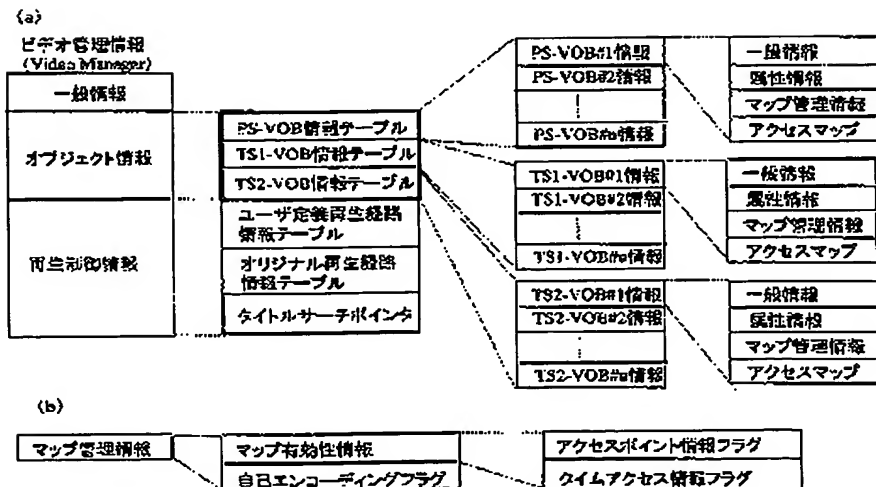 (a)
ビデオ管理情報
(Video Manager)
一般情報
オブジェクト情報
再生制御情報
PS-VOB情報テーブル
TS1-VOB情報テーブル
TS2-VOB情報テーブル
ユーザ定義再生経路
情報テーブル
オリジナル再生経路
情報テーブル
タイトルサーチポインタ
PS-VOB#1情報
PS-VOB#2情報
PS-VOB#n情報
一般情報
属性情報
マップ管理情報
アクセスマップ
TS1-VOB#1情報
TS1-VOB#2情報
TS1-VOB#n情報
一般情報
属性情報
マップ管理情報
アクセスマップ
TS2-VOB#1情報
TS2-VOB#2情報
TS2-VOB#n情報
一般情報
属性情報
マップ管理情報
アクセスマップ
(b)
マップ管理情報
マップ有効性情報
自己エンコーディングフラグ
アクセスポイント情報フラグ
タイムアクセス情報フラグ